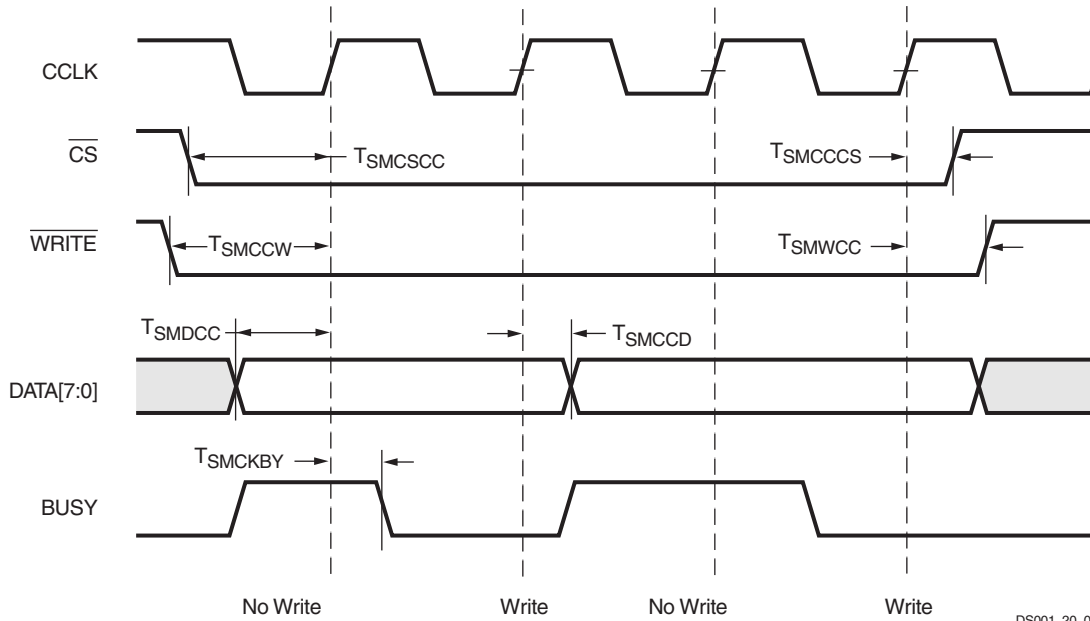 CCLK
CS
TSMCSCC
TSMCCCS
WRITE
TSMCCW
TSMWCC
TSMDCC
TSMCCD
DATA[7:0]
TSMCKBY
BUSY
No Write
Write
No Write
Write